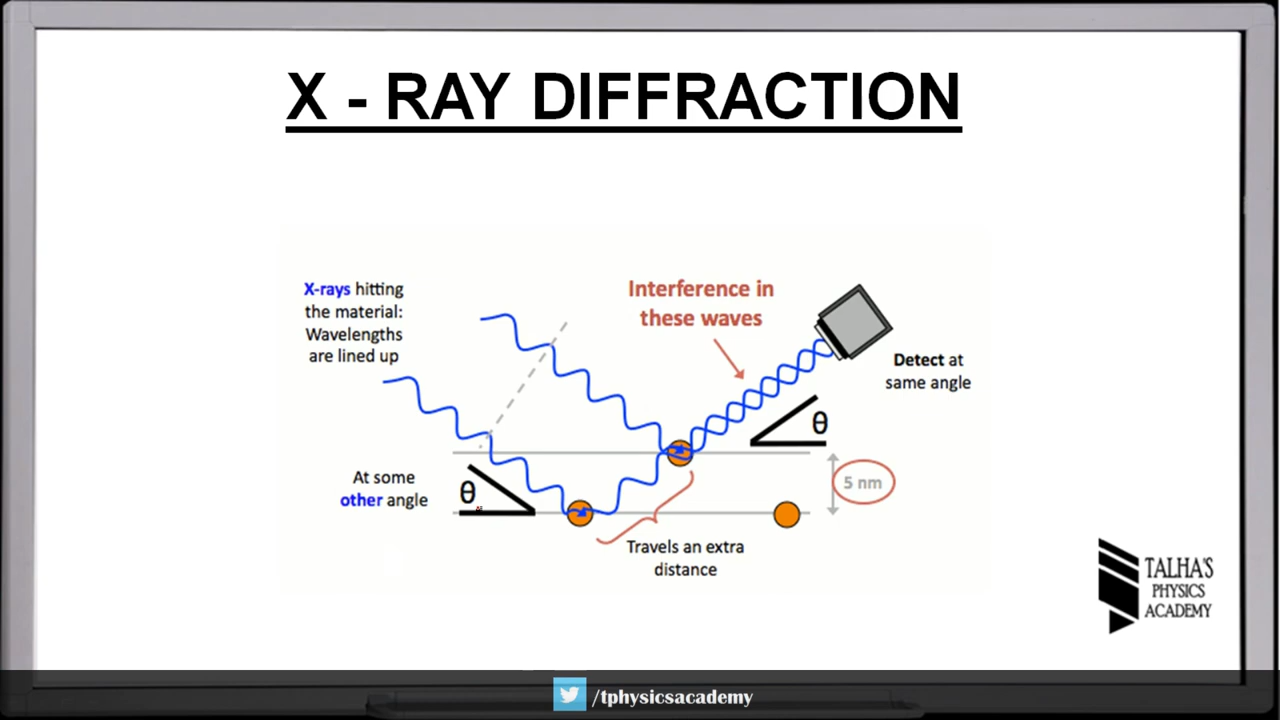 X - RAY DIFFRACTION
X-rays hitting
the material:
Wavelengths
are lined up
Interference in
these waves
Detect at
same angle
θ
5 nm
At some
other angle
θ
Travels an extra
distance
TALHA'S
PHYSICS
ACADEMY
/tphysicsacademy